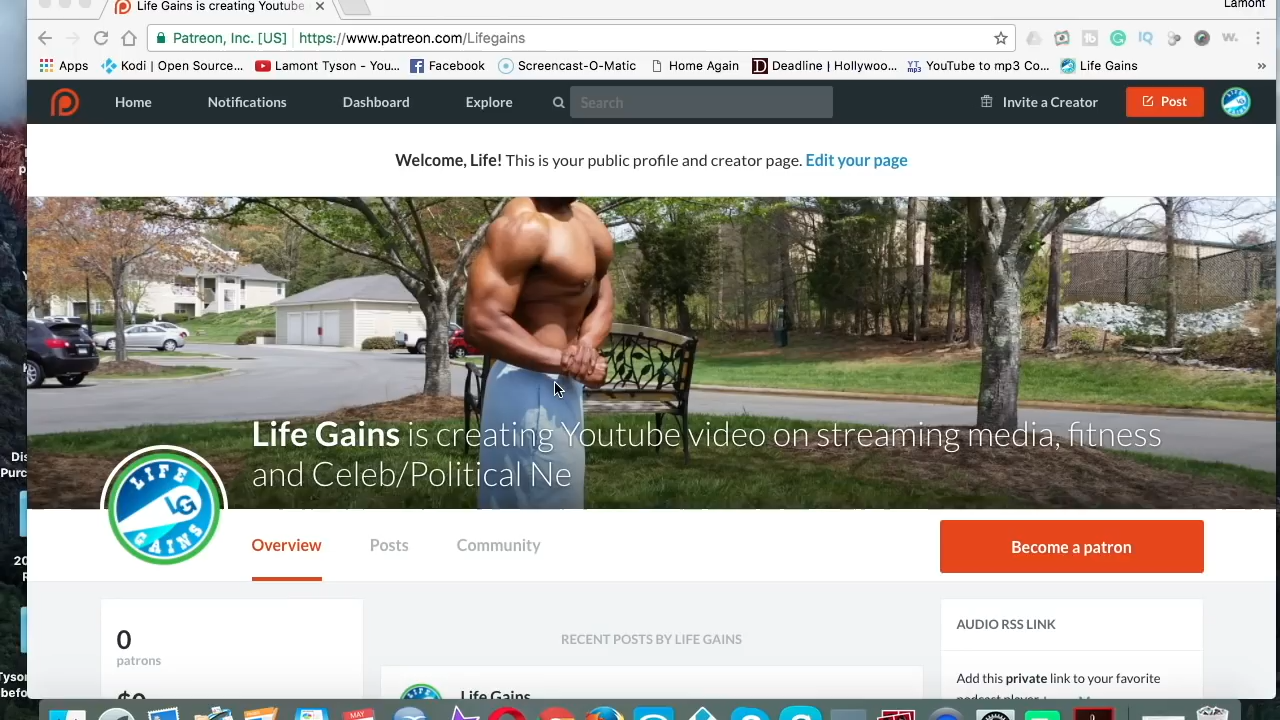 Life Gains is creating Youtube
Lamont
Patreon, Inc. [US] https://www.patreon.com/Lifegains
Apps Kodi | Open Source... Lamont Tyson - You... Facebook Screencast-O-Matic Home Again Deadline | Hollywoo... YouTube to mp3 Co... Life Gains »
Home Notifications Dashboard Explore Search Invite a Creator Post
Welcome, Life! This is your public profile and creator page. Edit your page
Life Gains is creating Youtube video on streaming media, fitness
and Celeb/Political Ne
LIFE
LG
GAINS
Overview Posts Community
Become a patron
0
patrons
RECENT POSTS BY LIFE GAINS
Life Gains
AUDIO RSS LINK
Add this private link to your favorite
MAY